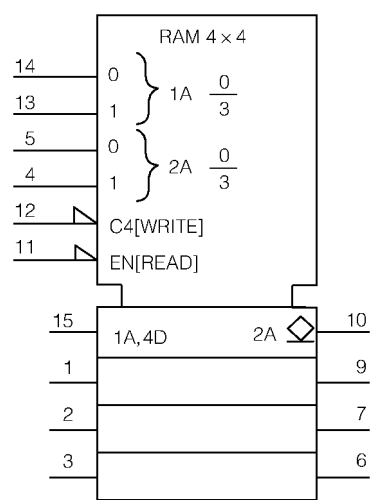 RAM 4 × 4
14 0
1A 0/3
13 1
5 0
2A 0/3
4 1
12 C4[WRITE]
11 EN[READ]
15 1A,4D 2A 10
1 9
2 7
3 6